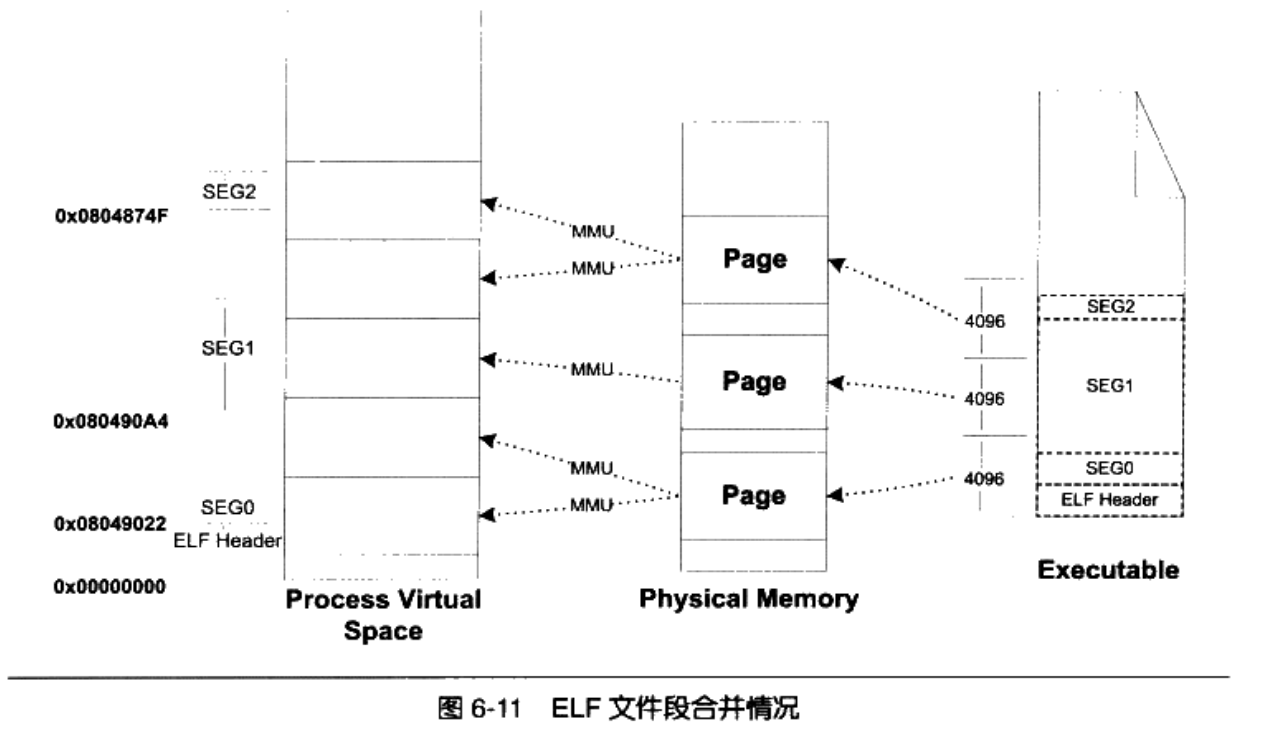 SEG2
0x0804874F
SEG1
0x080490A4
SEG0
0x08049022
ELF Header
0x00000000
Process Virtual
Space
MMU
MMU
MMU
MMU
MMU
Page
Page
Page
Physical Memory
4096
4096
4096
SEG2
SEG1
SEG0
ELF Header
Executable
图 6-11 ELF 文件段合并情况